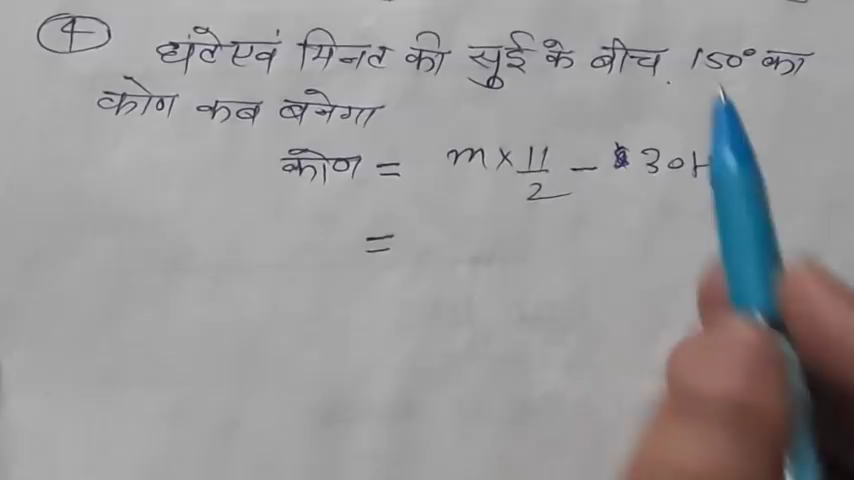 4 घंटे एवं मिनट की सूई के बीच 150° का
कोण कब बनेगा
कोण = m × 11/2 - 30H
=